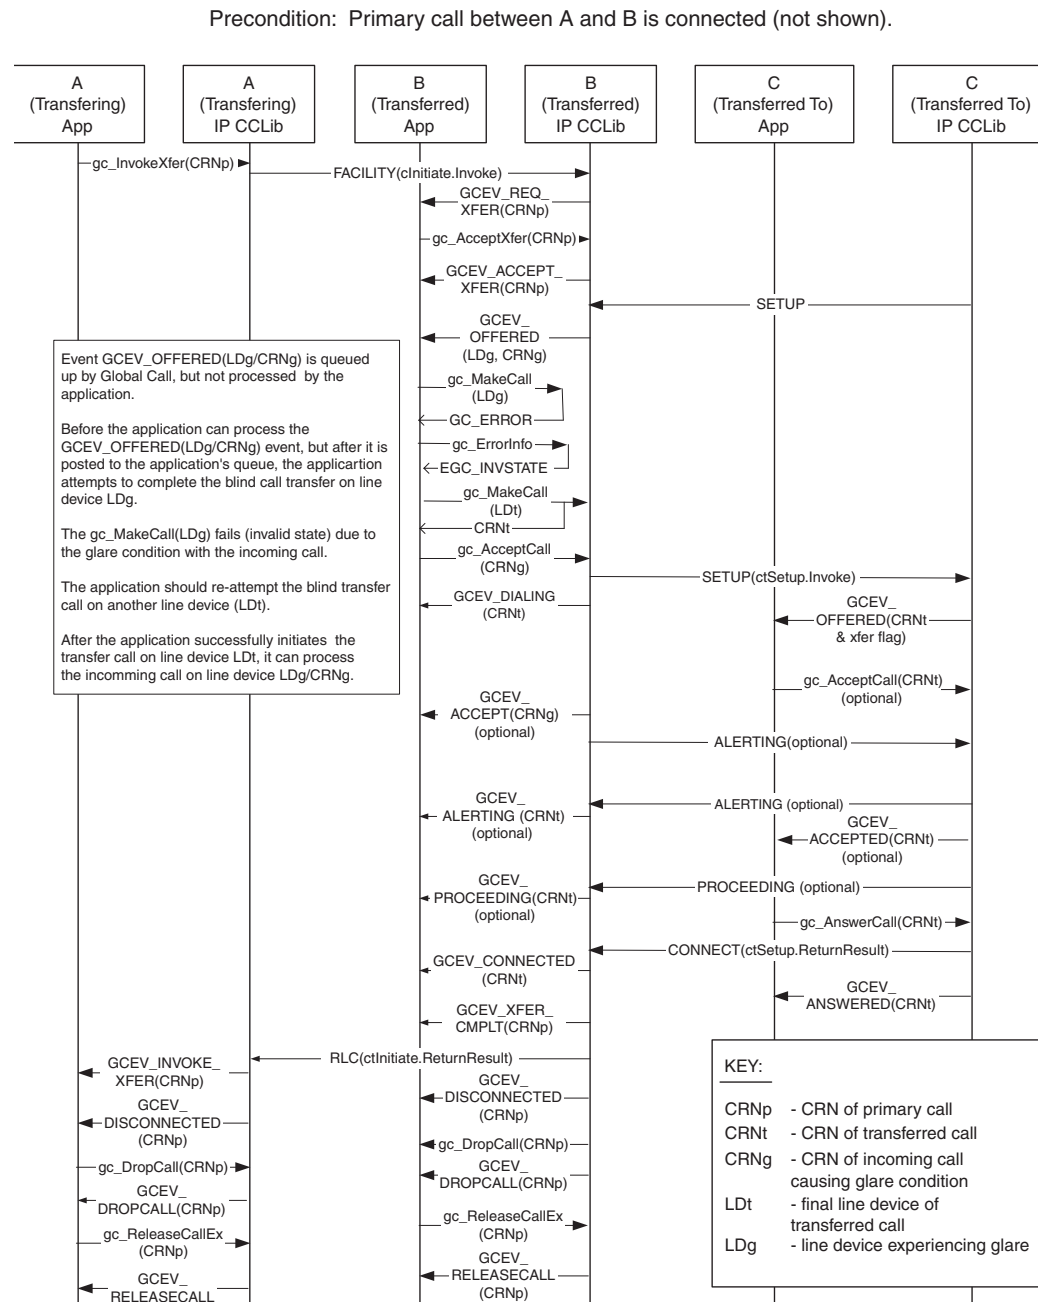 Precondition:  Primary call between A and B is connected (not shown).
A
(Transfering)
App
A
(Transfering)
IP CCLib
B
(Transferred)
App
B
(Transferred)
IP CCLib
C
(Transferred To)
App
C
(Transferred To)
IP CCLib
gc_InvokeXfer(CRNp)
FACILITY(cInitiate.Invoke)
GCEV_REQ_
XFER(CRNp)
gc_AcceptXfer(CRNp)
GCEV_ACCEPT_
XFER(CRNp)
SETUP
GCEV_
OFFERED
(LDg, CRNg)
Event GCEV_OFFERED(LDg/CRNg) is queued
up by Global Call, but not processed  by the
application.
Before the application can process the
GCEV_OFFERED(LDg/CRNg) event, but after it is
posted to the application's queue, the applicartion
attempts to complete the blind call transfer on line
device LDg.
The gc_MakeCall(LDg) fails (invalid state) due to
the glare condition with the incoming call.
The application should re-attempt the blind transfer
call on another line device (LDt).
After the application successfully initiates  the
transfer call on line device LDt, it can process
the incomming call on line device LDg/CRNg.
gc_MakeCall
(LDg)
GC_ERROR
gc_ErrorInfo
EGC_INVSTATE
gc_MakeCall
(LDt)
CRNt
gc_AcceptCall
(CRNg)
SETUP(ctSetup.Invoke)
GCEV_DIALING
(CRNt)
GCEV_
OFFERED(CRNt
& xfer flag)
gc_AcceptCall(CRNt)
(optional)
GCEV_
ACCEPT(CRNg)
(optional)
ALERTING(optional)
ALERTING (optional)
GCEV_
ALERTING (CRNt)
(optional)
GCEV_
ACCEPTED(CRNt)
(optional)
PROCEEDING (optional)
GCEV_
PROCEEDING(CRNt)
(optional)
gc_AnswerCall(CRNt)
CONNECT(ctSetup.ReturnResult)
GCEV_CONNECTED
(CRNt)
GCEV_
ANSWERED(CRNt)
GCEV_XFER_
CMPLT(CRNp)
RLC(ctInitiate.ReturnResult)
GCEV_INVOKE_
XFER(CRNp)
GCEV_
DISCONNECTED
(CRNp)
GCEV_
DISCONNECTED
(CRNp)
gc_DropCall(CRNp)
gc_DropCall(CRNp)
GCEV_
DROPCALL(CRNp)
GCEV_
DROPCALL(CRNp)
gc_ReleaseCallEx
(CRNp)
gc_ReleaseCallEx
(CRNp)
GCEV_
RELEASECALL
(CRNp)
GCEV_
RELEASECALL
KEY:
CRNp - CRN of primary call
CRNt - CRN of transferred call
CRNg - CRN of incoming call
causing glare condition
LDt - final line device of
transferred call
LDg - line device experiencing glare